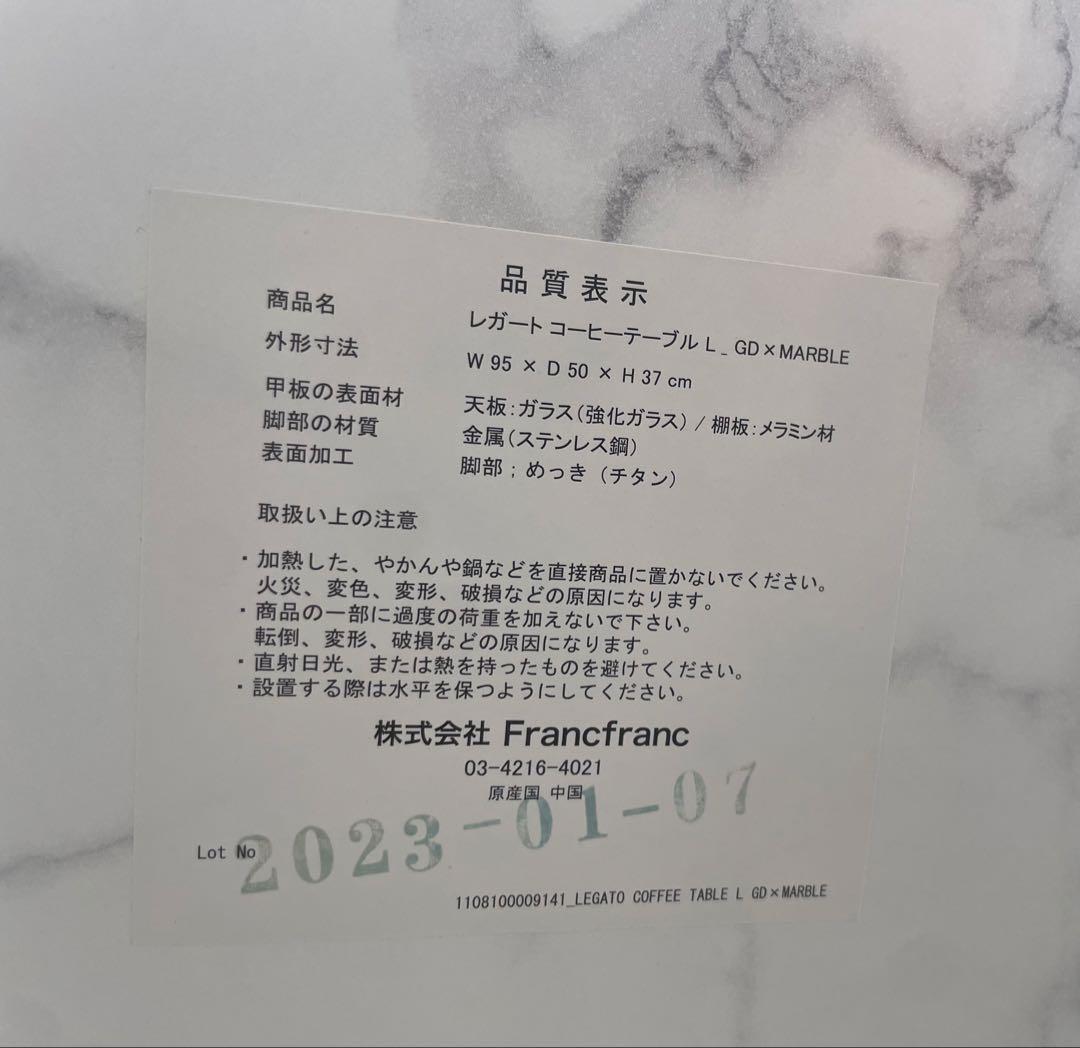 品質表示
商品名 レガート コーヒーテーブル L _ GD×MARBLE
外形寸法 W 95 × D 50 × H 37 cm
甲板の表面材 天板:ガラス(強化ガラス) / 棚板:メラミン材
脚部の材質 金属(ステンレス鋼)
表面加工 脚部;めっき (チタン)
取扱い上の注意
・加熱した、やかんや鍋などを直接商品に置かないでください。
火災、変色、変形、破損などの原因になります。
・商品の一部に過度の荷重を加えないで下さい。
転倒、変形、破損などの原因になります。
・直射日光、または熱を持ったものを避けてください。
・設置する際は水平を保つようにしてください。
株式会社 Francfranc
03-4216-4021
原産国 中国
Lot No 2023-01-07
1108100009141_LEGATO COFFEE TABLE L GD×MARBLE